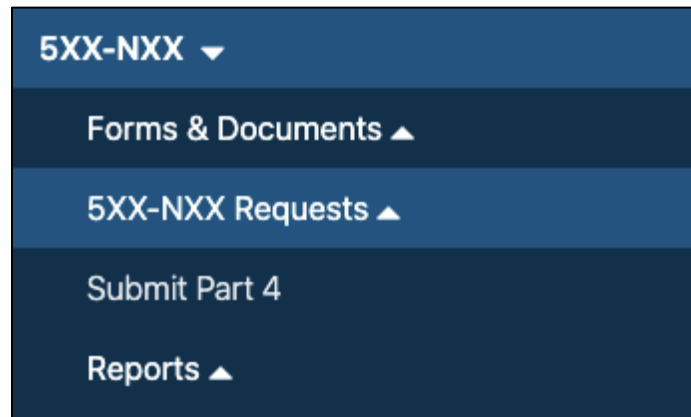 5XX-NXX
Forms & Documents
5XX-NXX Requests
Submit Part 4
Reports